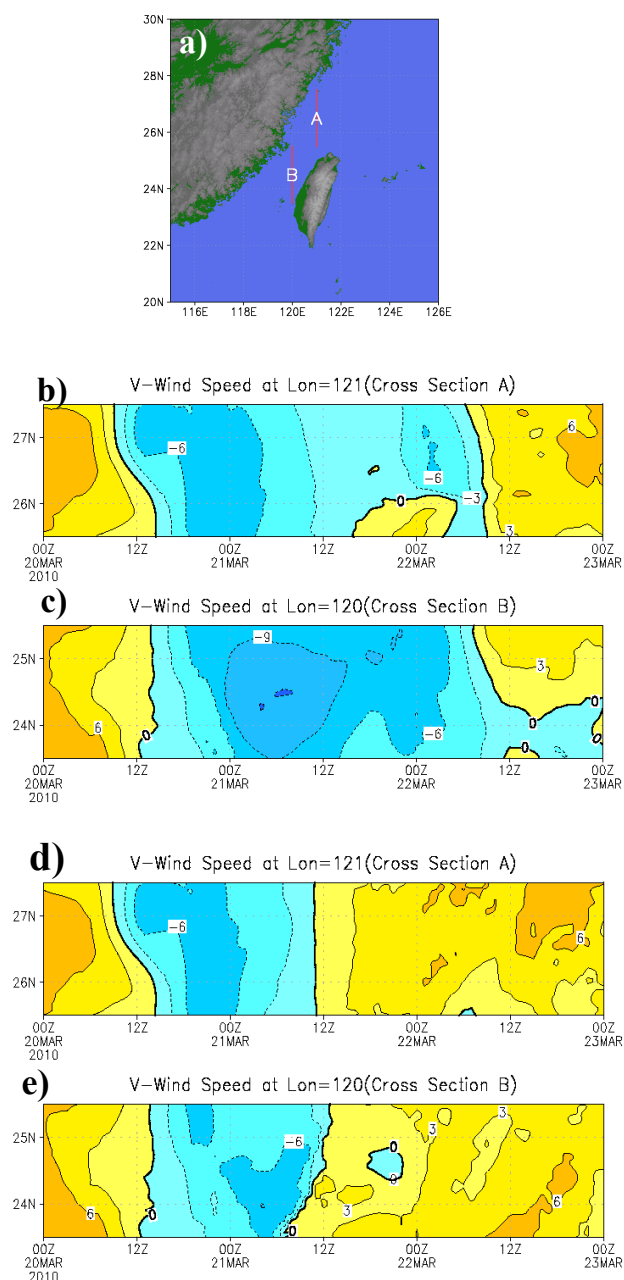 a)
30N
28N
26N
24N
22N
20N
A
B
116E 118E 120E 122E 124E 126E
b)
V-Wind Speed at Lon=121(Cross Section A)
27N
26N
-6
-6
-3
0
6
3
00Z 12Z 00Z 12Z 00Z 12Z 00Z
20MAR 21MAR 22MAR 23MAR
2010
c)
V-Wind Speed at Lon=120(Cross Section B)
25N
24N
-9
6
0
-6
3
0
0
0
0
00Z 12Z 00Z 12Z 00Z 12Z 00Z
20MAR 21MAR 22MAR 23MAR
2010
d)
V-Wind Speed at Lon=121(Cross Section A)
27N
26N
-6
6
00Z 12Z 00Z 12Z 00Z 12Z 00Z
20MAR 21MAR 22MAR 23MAR
2010
e)
V-Wind Speed at Lon=120(Cross Section B)
25N
24N
6
0
-6
0
3
0
0
3
3
6
00Z 12Z 00Z 12Z 00Z 12Z 00Z
20MAR 21MAR 22MAR 23MAR
2010